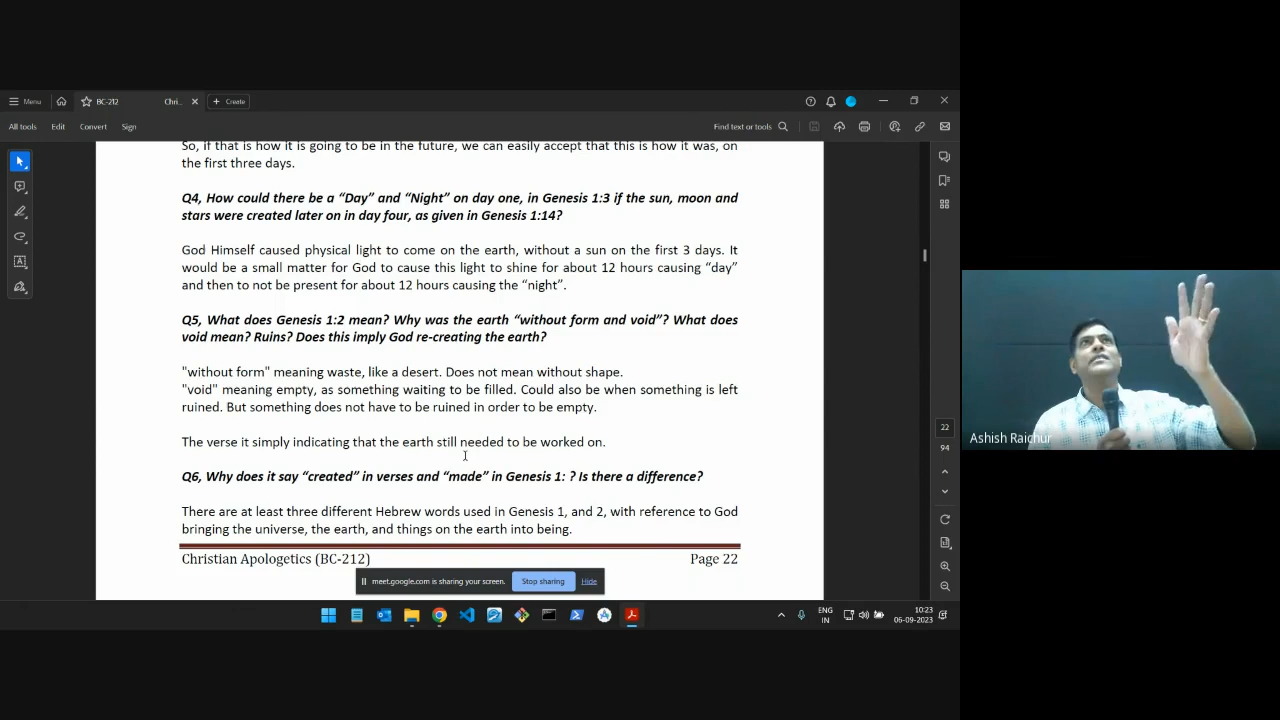 Menu
BC-212
Chri...
Create
All tools
Edit
Convert
Sign
Find text or tools
So, if that is how it is going to be in the future, we can easily accept that this is how it was, on
the first three days.
Q4, How could there be a “Day” and “Night” on day one, in Genesis 1:3 if the sun, moon and
stars were created later on in day four, as given in Genesis 1:14?
God Himself caused physical light to come on the earth, without a sun on the first 3 days. It
would be a small matter for God to cause this light to shine for about 12 hours causing “day”
and then to not be present for about 12 hours causing the “night”.
Q5, What does Genesis 1:2 mean? Why was the earth “without form and void”? What does
void mean? Ruins? Does this imply God re-creating the earth?
"without form" meaning waste, like a desert. Does not mean without shape.
"void" meaning empty, as something waiting to be filled. Could also be when something is left
ruined. But something does not have to be ruined in order to be empty.
The verse it simply indicating that the earth still needed to be worked on.
Q6, Why does it say “created” in verses and “made” in Genesis 1: ? Is there a difference?
There are at least three different Hebrew words used in Genesis 1, and 2, with reference to God
bringing the universe, the earth, and things on the earth into being.
Christian Apologetics (BC-212)
Page 22
22
94
meet.google.com is sharing your screen.
Stop sharing
Hide
ENG
IN
10:23
06-09-2023
Ashish Raichur